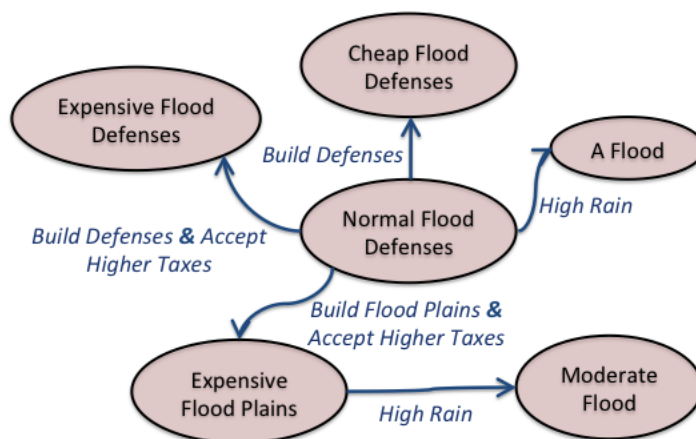 Cheap Flood
Defenses
Expensive Flood
Defenses
Build Defenses
A Flood
High Rain
Normal Flood
Defenses
Build Defenses & Accept
Higher Taxes
Build Flood Plains &
Accept Higher Taxes
Expensive
Flood Plains
High Rain
Moderate
Flood